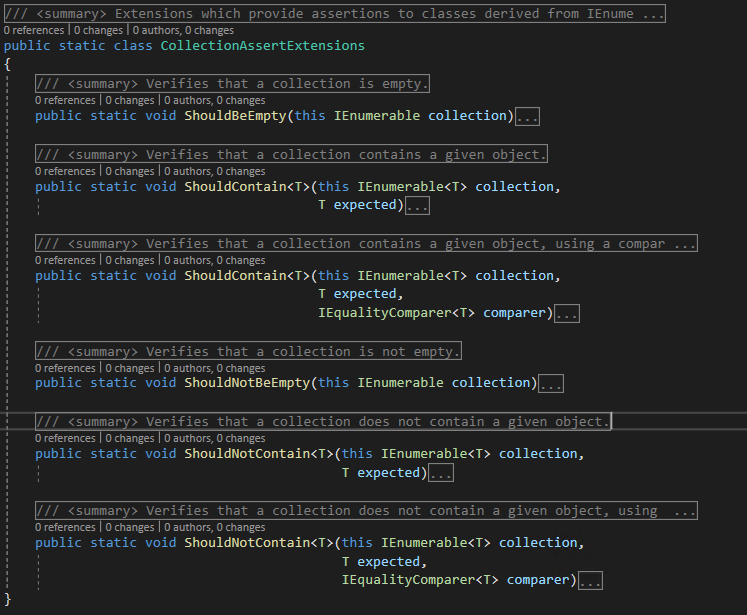 /// <summary> Extensions which provide assertions to classes derived from IEnume ...
0 references | 0 changes | 0 authors, 0 changes
public static class CollectionAssertExtensions
{
/// <summary> Verifies that a collection is empty.
0 references | 0 changes | 0 authors, 0 changes
public static void ShouldBeEmpty(this IEnumerable collection)...
/// <summary> Verifies that a collection contains a given object.
0 references | 0 changes | 0 authors, 0 changes
public static void ShouldContain<T>(this IEnumerable<T> collection,
T expected)...
/// <summary> Verifies that a collection contains a given object, using a compar ...
0 references | 0 changes | 0 authors, 0 changes
public static void ShouldContain<T>(this IEnumerable<T> collection,
T expected,
IEqualityComparer<T> comparer)...
/// <summary> Verifies that a collection is not empty.
0 references | 0 changes | 0 authors, 0 changes
public static void ShouldNotBeEmpty(this IEnumerable collection)...
/// <summary> Verifies that a collection does not contain a given object.
0 references | 0 changes | 0 authors, 0 changes
public static void ShouldNotContain<T>(this IEnumerable<T> collection,
T expected)...
/// <summary> Verifies that a collection does not contain a given object, using  ...
0 references | 0 changes | 0 authors, 0 changes
public static void ShouldNotContain<T>(this IEnumerable<T> collection,
T expected,
IEqualityComparer<T> comparer)...
}